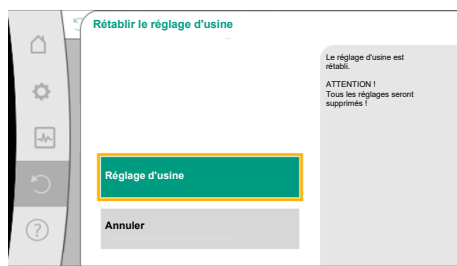 Rétablir le réglage d'usine
Le réglage d'usine est
rétabli.
ATTENTION !
Tous les réglages seront
supprimés !
Réglage d'usine
Annuler